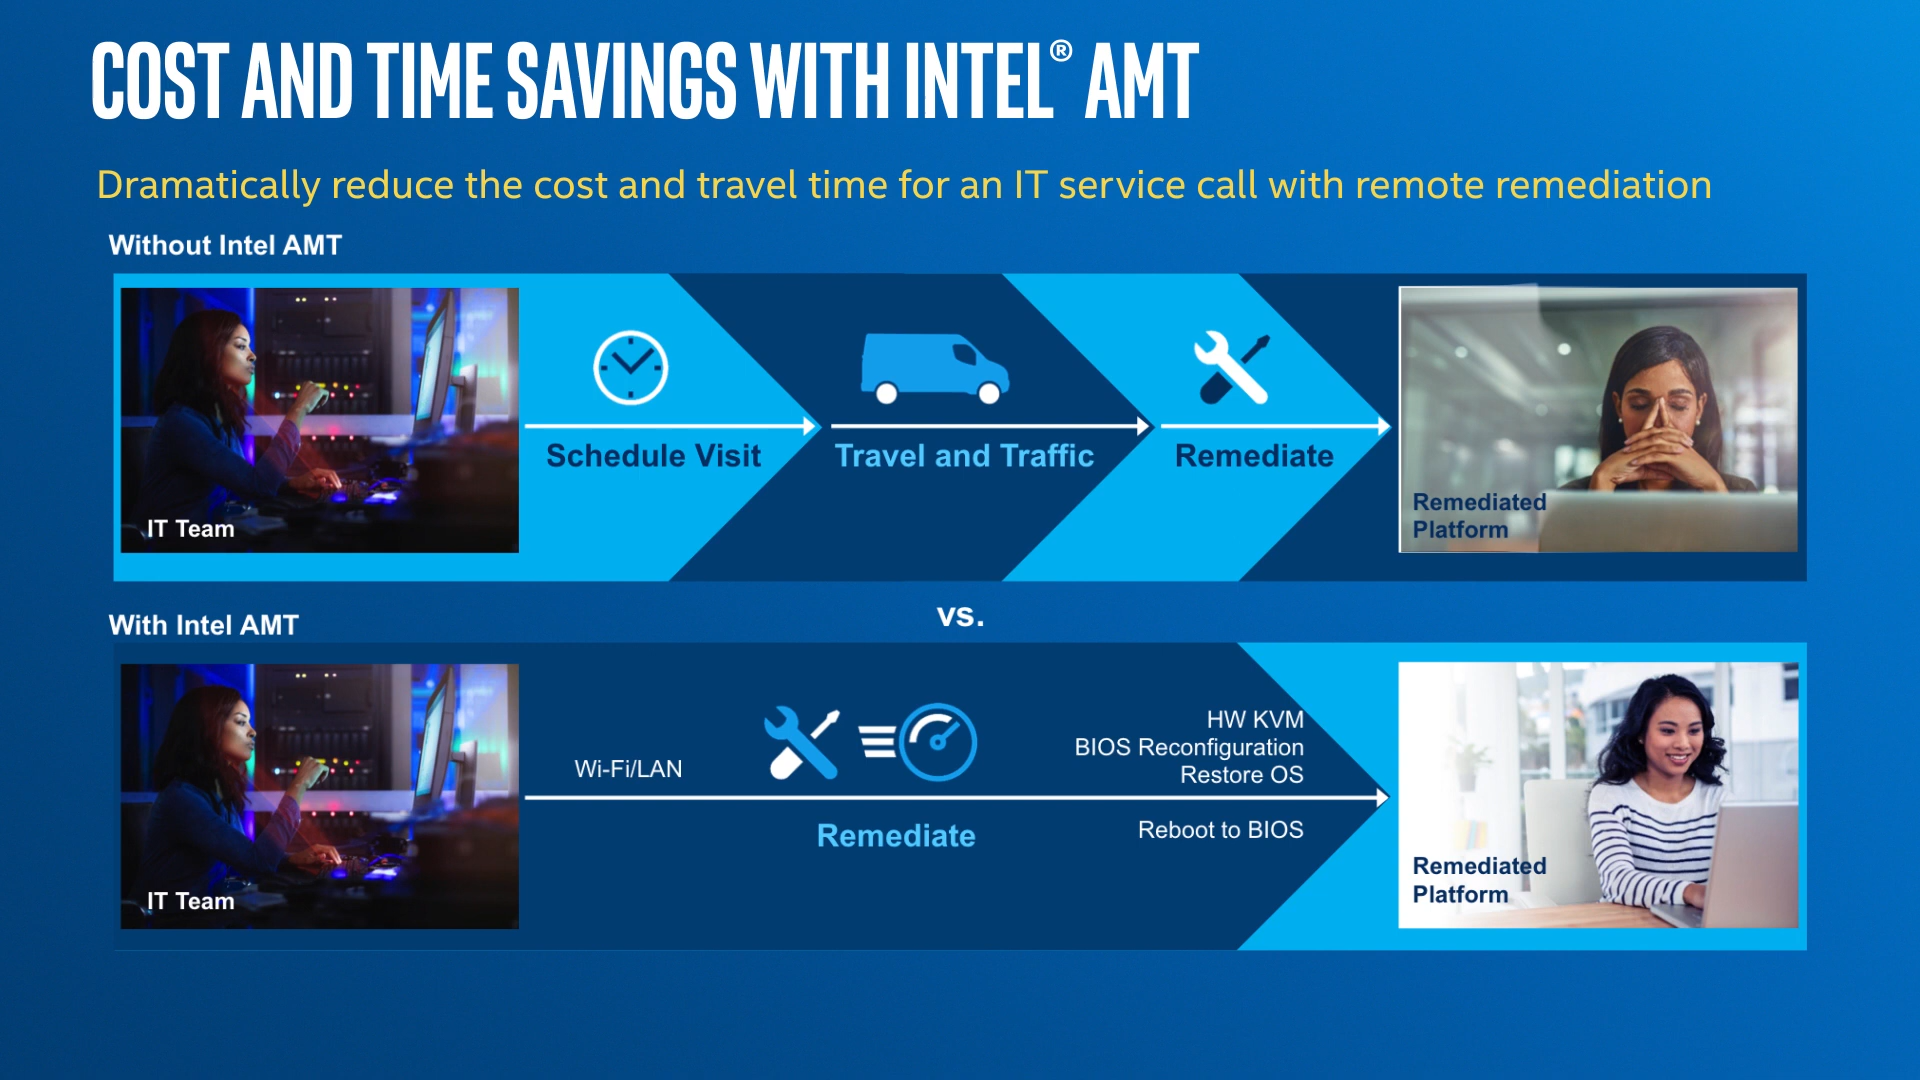 COST AND TIME SAVINGS WITH INTEL® AMT
Dramatically reduce the cost and travel time for an IT service call with remote remediation
Without Intel AMT
IT Team
Schedule Visit
Travel and Traffic
Remediate
Remediated
Platform
vs.
With Intel AMT
IT Team
Wi-Fi/LAN
Remediate
HW KVM
BIOS Reconfiguration
Restore OS
Reboot to BIOS
Remediated
Platform